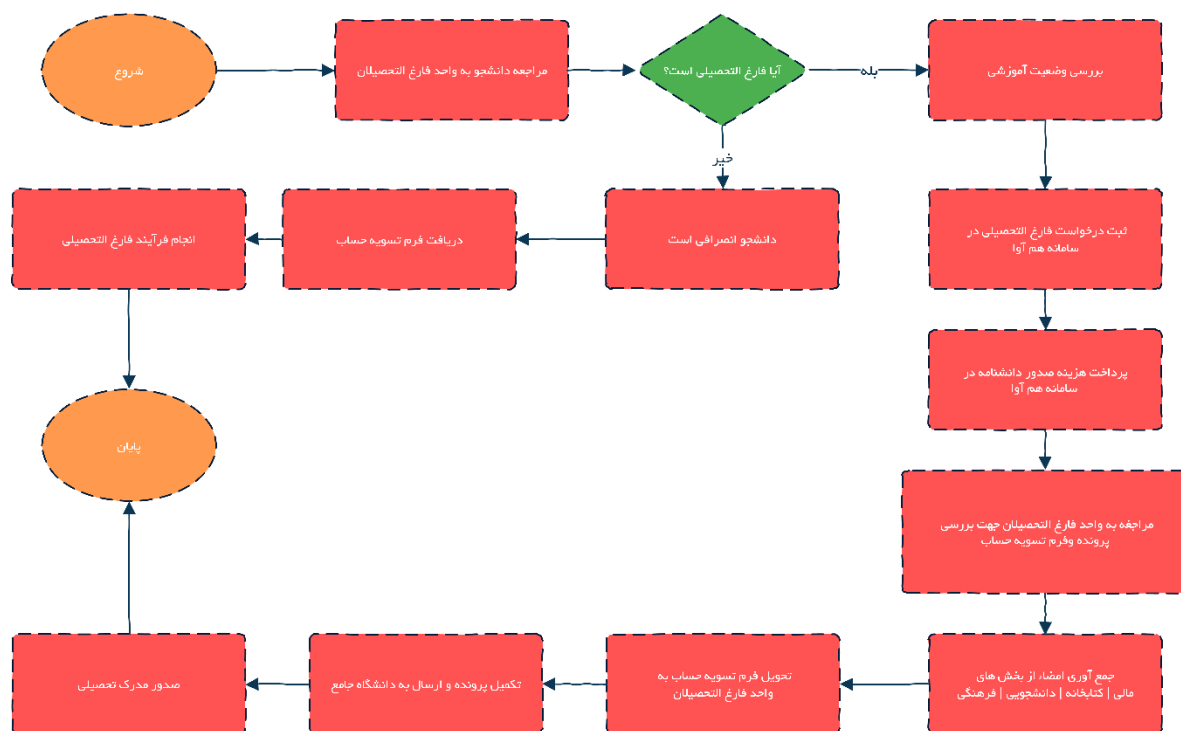 شروع
مراجعه دانشجو به واحد فارغ التحصیلان
آیا فارغ التحصیلی است؟
بله
بررسی وضعیت آموزشی
خیر
ثبت درخواست فارغ التحصیلی در
سامانه هم آوا
دانشجو انصرافی است
دریافت فرم تسویه حساب
انجام فرآیند فارغ التحصیلی
پرداخت هزینه صدور دانشنامه در
سامانه هم آوا
پایان
مراجغه به واحد فارغ التحصیلان جهت بررسی
پرونده وفرم تسویه حساب
جمع آوری امضاء از بخش های
مالی | کتابخانه | دانشجویی | فرهنگی
تحویل فرم تسویه حساب به
واحد فارغ التحصیلان
تکمیل پرونده و ارسال به دانشگاه جامع
صدور مدرک تحصیلی